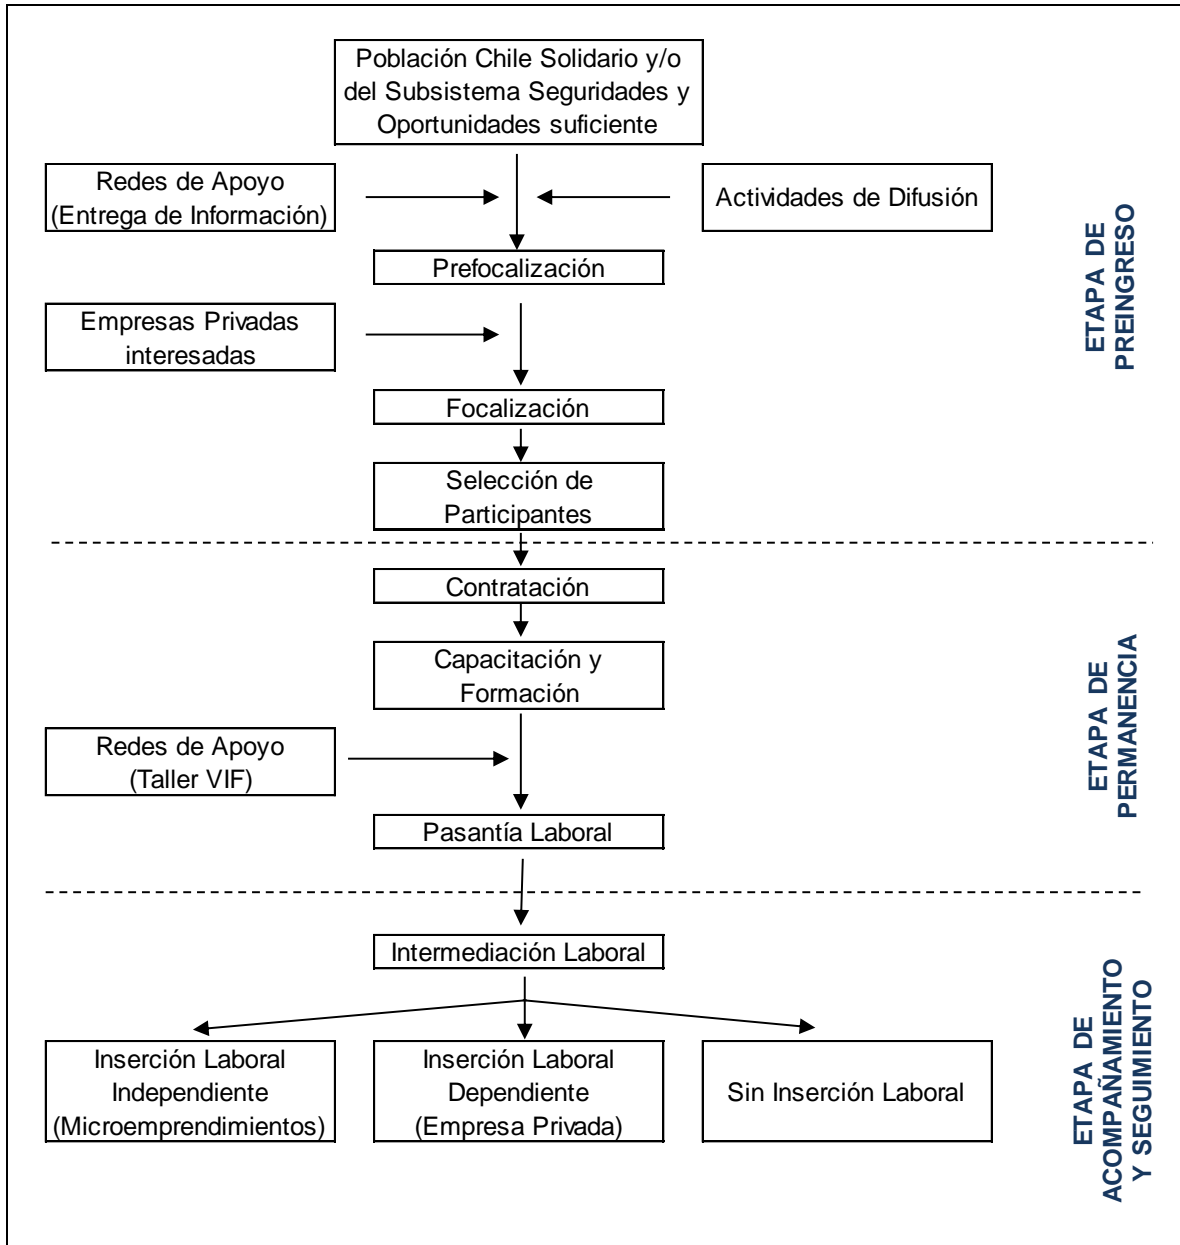 Población Chile Solidario y/o
del Subsistema Seguridades y
Oportunidades suficiente
Redes de Apoyo
(Entrega de Información)
Actividades de Difusión
Prefocalización
Empresas Privadas
interesadas
Focalización
Selección de
Participantes
ETAPA DE
PREINGRESO
Contratación
Capacitación y
Formación
Redes de Apoyo
(Taller VIF)
Pasantía Laboral
ETAPA DE
PERMANENCIA
Intermediación Laboral
Inserción Laboral
Independiente
(Microemprendimientos)
Inserción Laboral
Dependiente
(Empresa Privada)
Sin Inserción Laboral
ETAPA DE
ACOMPAÑAMIENTO
Y SEGUIMIENTO